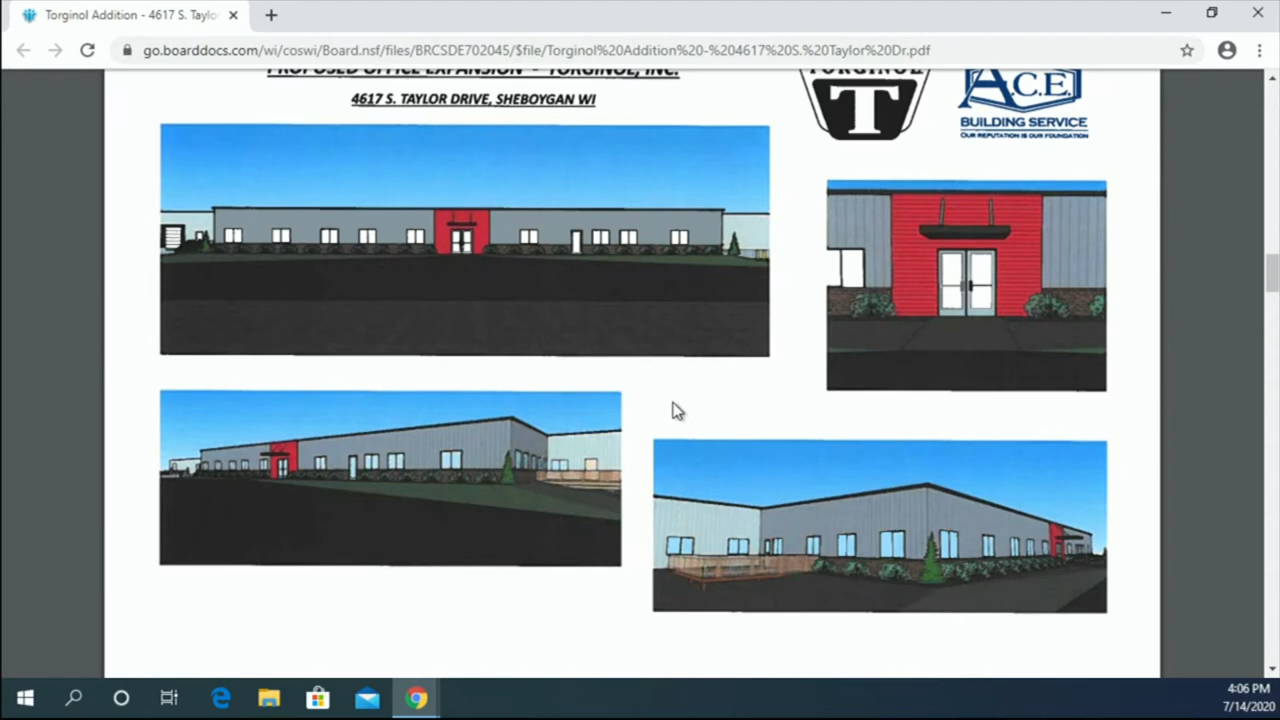 Torginol Addition - 4617 S. Taylo
go.boarddocs.com/wi/coswi/Board.nsf/files/BRCSDE702045/$file/Torginol%20Addition%20-%204617%20S.%20Taylor%20Dr.pdf
PROPOSED OFFICE EXPANSION - TORGINOL, INC.
4617 S. TAYLOR DRIVE, SHEBOYGAN WI
TORGINOL
T
A.C.E.
BUILDING SERVICE
OUR REPUTATION IS OUR FOUNDATION
4:06 PM
7/14/2020